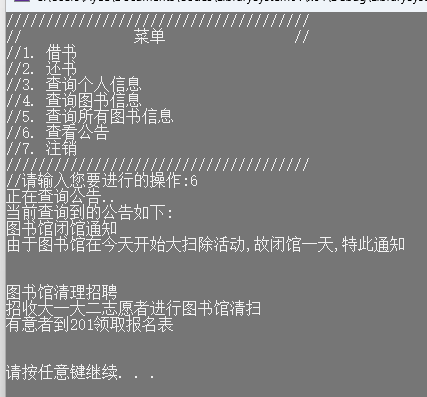 //////////////////////////////////////
// 菜单 //
//1. 借书
//2. 还书
//3. 查询个人信息
//4. 查询图书信息
//5. 查询所有图书信息
//6. 查看公告
//7. 注销
//////////////////////////////////////
//请输入您要进行的操作:6
正在查询公告..
当前查询到的公告如下:
图书馆闭馆通知
由于图书馆在今天开始大扫除活动,故闭馆一天,特此通知
图书馆清理招聘
招收大一大二志愿者进行图书馆清扫
有意者到201领取报名表
请按任意键继续. . .